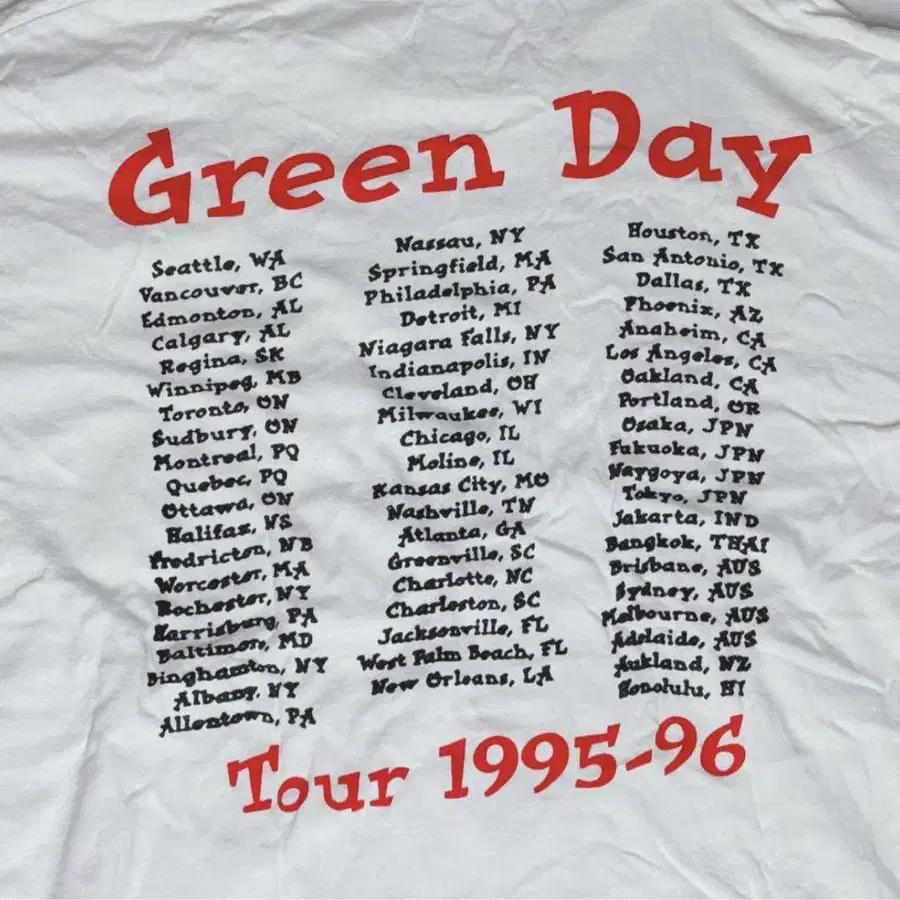 Green Day
Seattle, WA
Vancouver, BC
Edmonton, AL
Calgary, AL
Regina, SK
Winnipeg, MB
Toronto, ON
Sudbury, ON
Montreal, PQ
Quebec, PQ
Ottawa, ON
Halifax, NS
Fredricton, NB
Worcester, MA
Rochester, NY
Harrisburg, PA
Baltimore, MD
Binghamton, NY
Albany, NY
Allentown, PA
Nassau, NY
Springfield, MA
Philadelphia, PA
Detroit, MI
Niagara Falls, NY
Indianapolis, IN
Cleveland, OH
Milwaukee, WI
Chicago, IL
Moline, IL
Kansas City, MO
Nashville, TN
Atlanta, GA
Greenville, SC
Charlotte, NC
Charleston, SC
Jacksonville, FL
West Palm Beach, FL
New Orleans, LA
Houston, TX
San Antonio, TX
Dallas, TX
Phoenix, AZ
Anaheim, CA
Los Angeles, CA
Oakland, CA
Portland, OR
Osaka, JPN
Fukuoka, JPN
Naygoya, JPN
Tokyo, JPN
Jakarta, IND
Bangkok, THAI
Brisbane, AUS
Sydney, AUS
Melbourne, AUS
Adelaide, AUS
Aukland, NZ
Honolulu, HI
Tour 1995-96